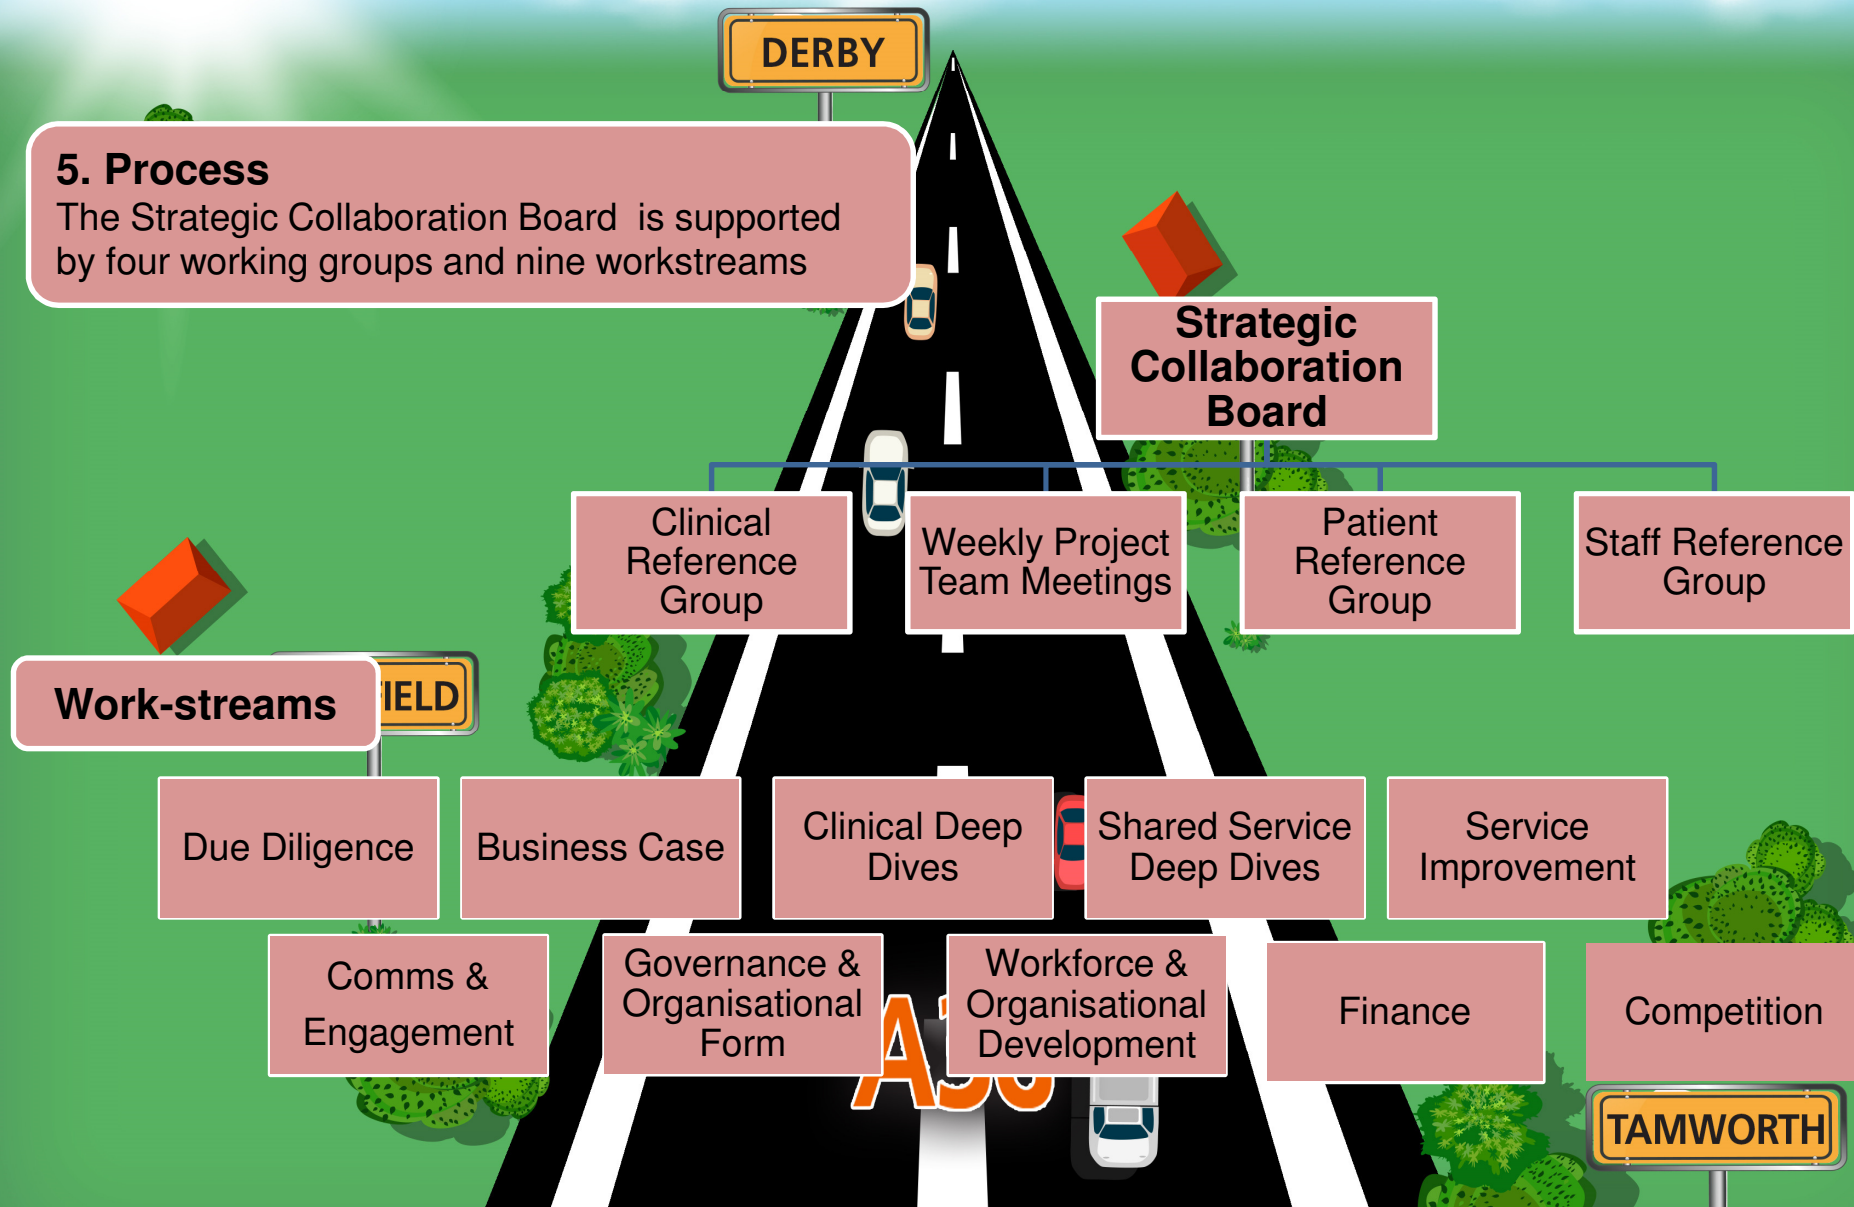 DERBY
5. Process
The Strategic Collaboration Board is supported
by four working groups and nine workstreams
Strategic
Collaboration
Board
Clinical
Reference
Group
Weekly Project
Team Meetings
Patient
Reference
Group
Staff Reference
Group
Work-streams
IELD
Due Diligence
Business Case
Clinical Deep
Dives
Shared Service
Deep Dives
Service
Improvement
Comms &
Engagement
Governance &
Organisational
Form
Workforce &
Organisational
Development
Finance
Competition
A38
TAMWORTH